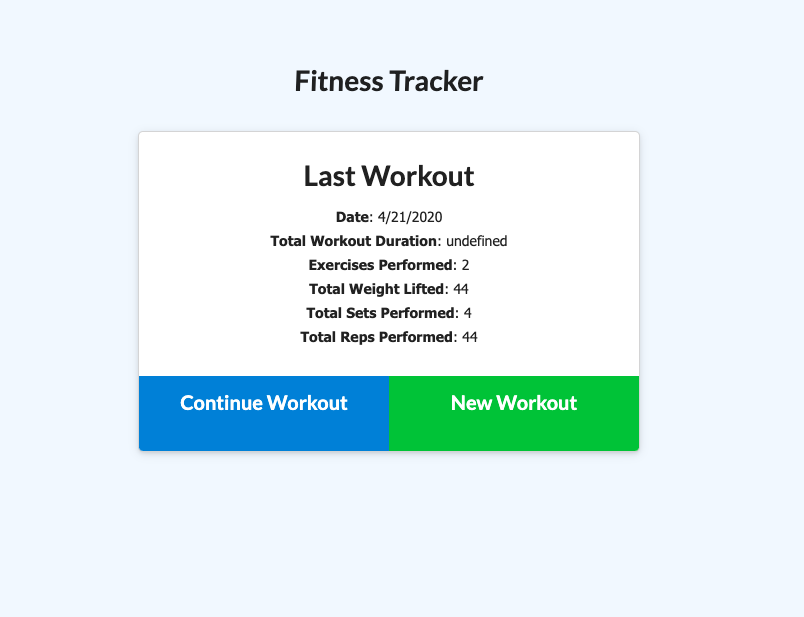 Fitness Tracker
Last Workout
Date: 4/21/2020
Total Workout Duration: undefined
Exercises Performed: 2
Total Weight Lifted: 44
Total Sets Performed: 4
Total Reps Performed: 44
Continue Workout
New Workout